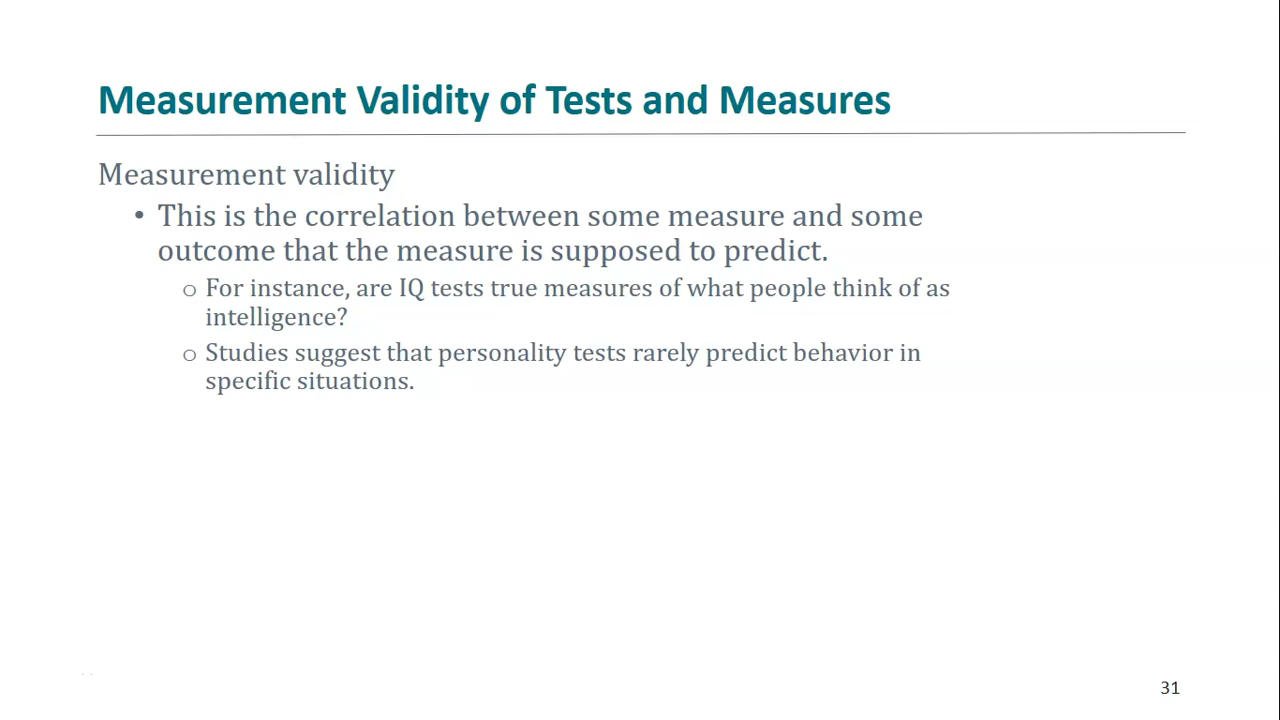 Measurement Validity of Tests and Measures
Measurement validity
• This is the correlation between some measure and some
outcome that the measure is supposed to predict.
o For instance, are IQ tests true measures of what people think of as
intelligence?
o Studies suggest that personality tests rarely predict behavior in
specific situations.
31